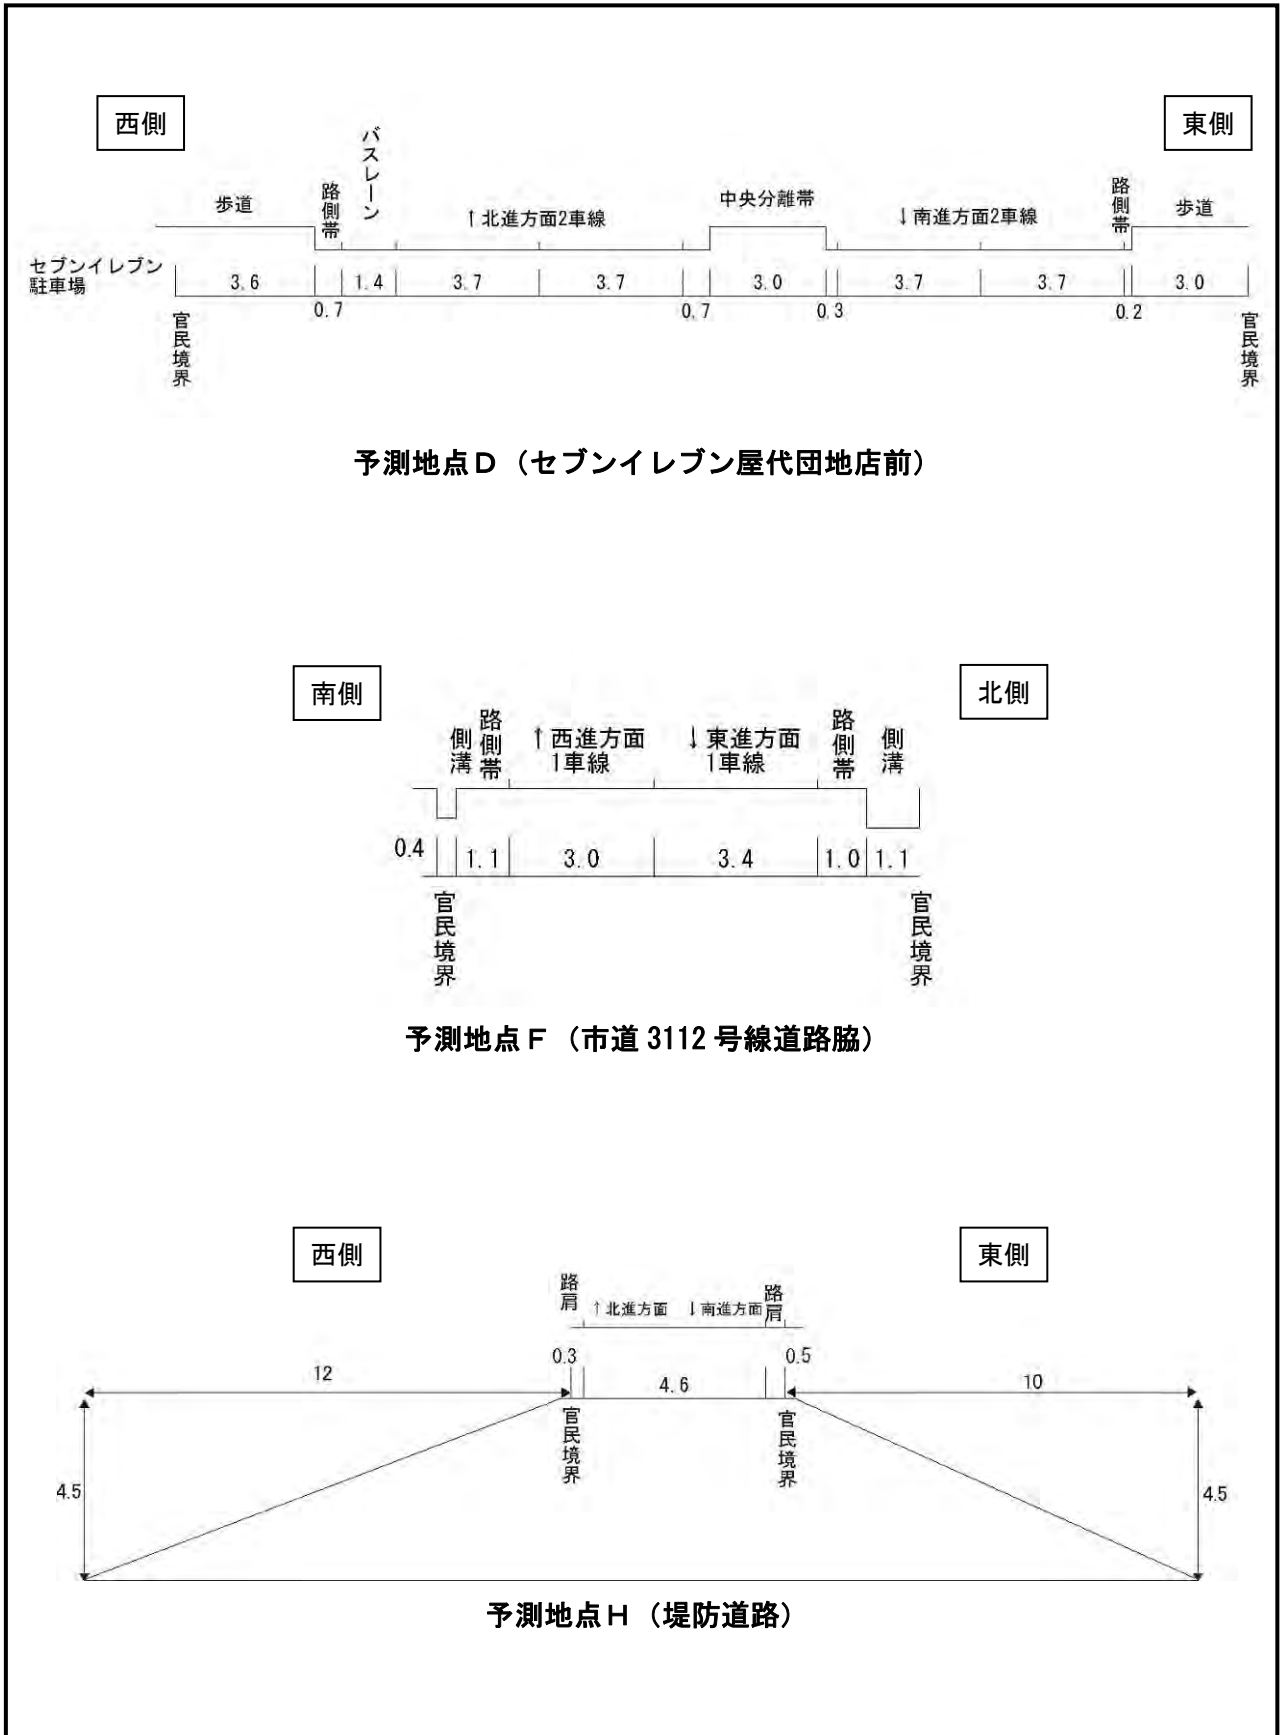 西側
東側
バスレーン
路側帯
歩道
↑北進方面2車線
中央分離帯
↓南進方面2車線
路側帯
歩道
セブンイレブン
駐車場
3.6
1.4
3.7
3.7
3.0
3.7
3.7
3.0
0.7
0.7
0.3
0.2
官民境界
官民境界
予測地点D（セブンイレブン屋代団地店前）
南側
北側
側溝
路側帯
↑西進方面
1車線
↓東進方面
1車線
路側帯
側溝
0.4
1.1
3.0
3.4
1.0
1.1
官民境界
官民境界
予測地点F（市道3112号線道路脇）
西側
東側
路肩
↑北進方面
↓南進方面
路肩
0.3
0.5
12
4.6
10
官民境界
官民境界
4.5
4.5
予測地点H（堤防道路）